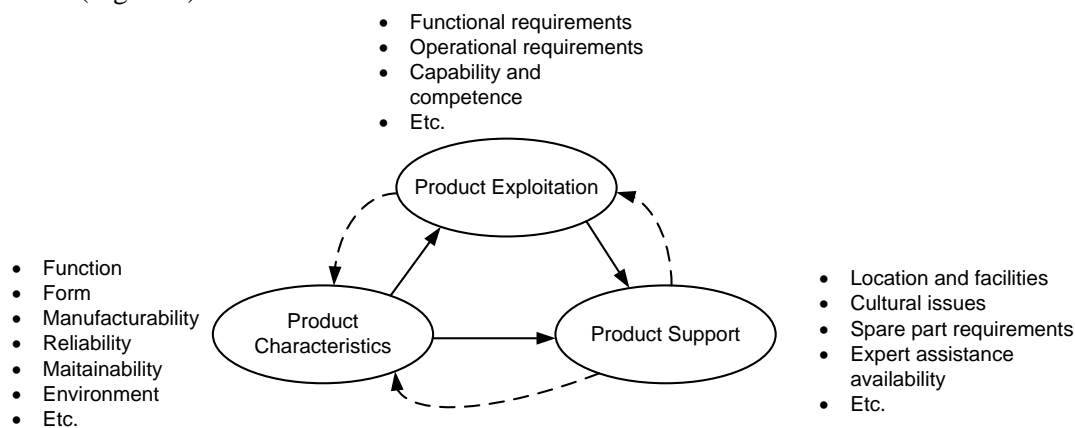 • Functional requirements
• Operational requirements
• Capability and
competence
• Etc.
Product Exploitation
• Function
• Form
• Manufacturability
• Reliability
• Maitainability
• Environment
• Etc.
Product
Characteristics
Product Support
• Location and facilities
• Cultural issues
• Spare part requirements
• Expert assistance
availability
• Etc.